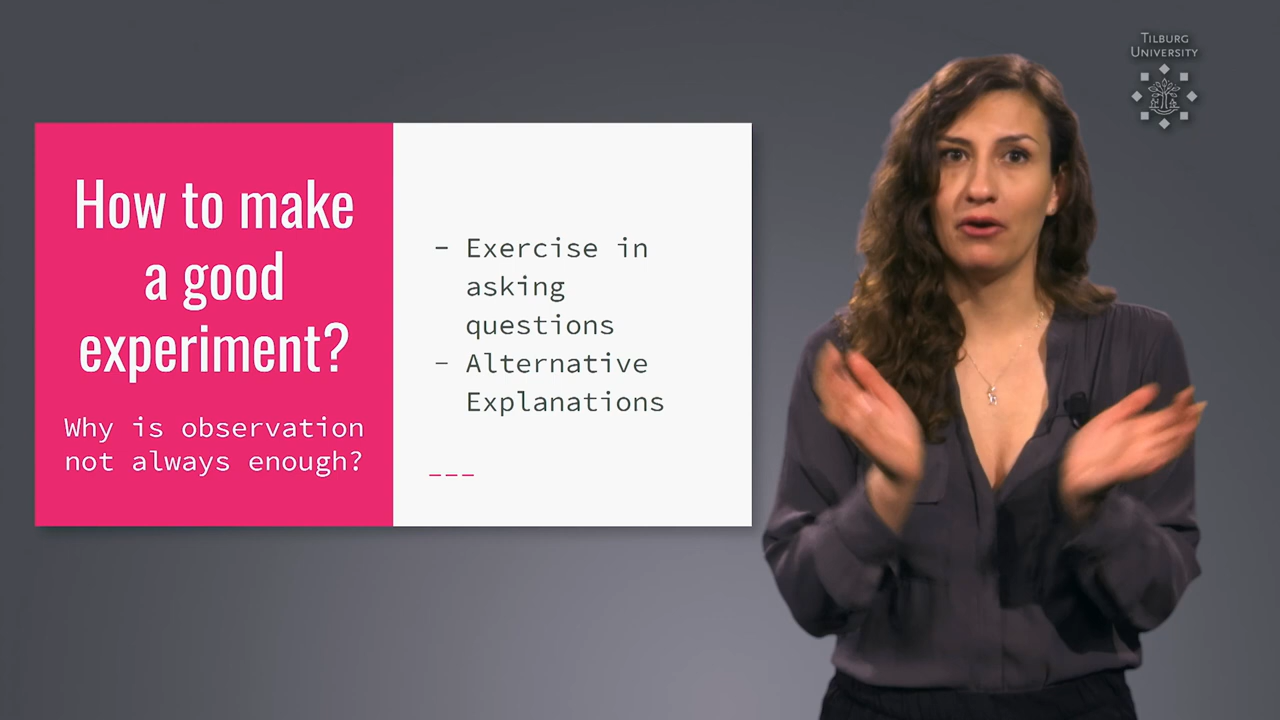 How to make
a good
experiment?
Why is observation
not always enough?
- Exercise in
asking
questions
- Alternative
Explanations
___
TILBURG
UNIVERSITY